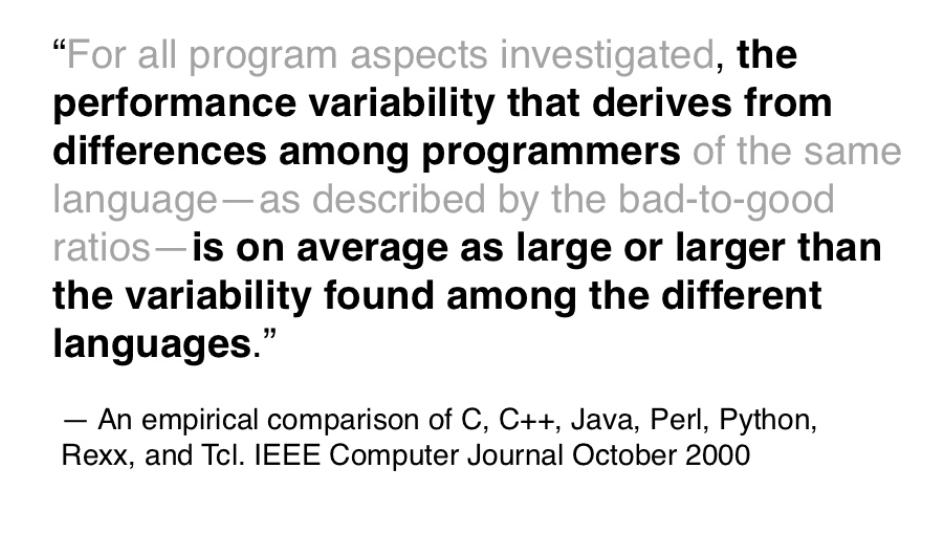 “For all program aspects investigated, the
performance variability that derives from
differences among programmers of the same
language—as described by the bad-to-good
ratios—is on average as large or larger than
the variability found among the different
languages.”
— An empirical comparison of C, C++, Java, Perl, Python,
Rexx, and Tcl. IEEE Computer Journal October 2000